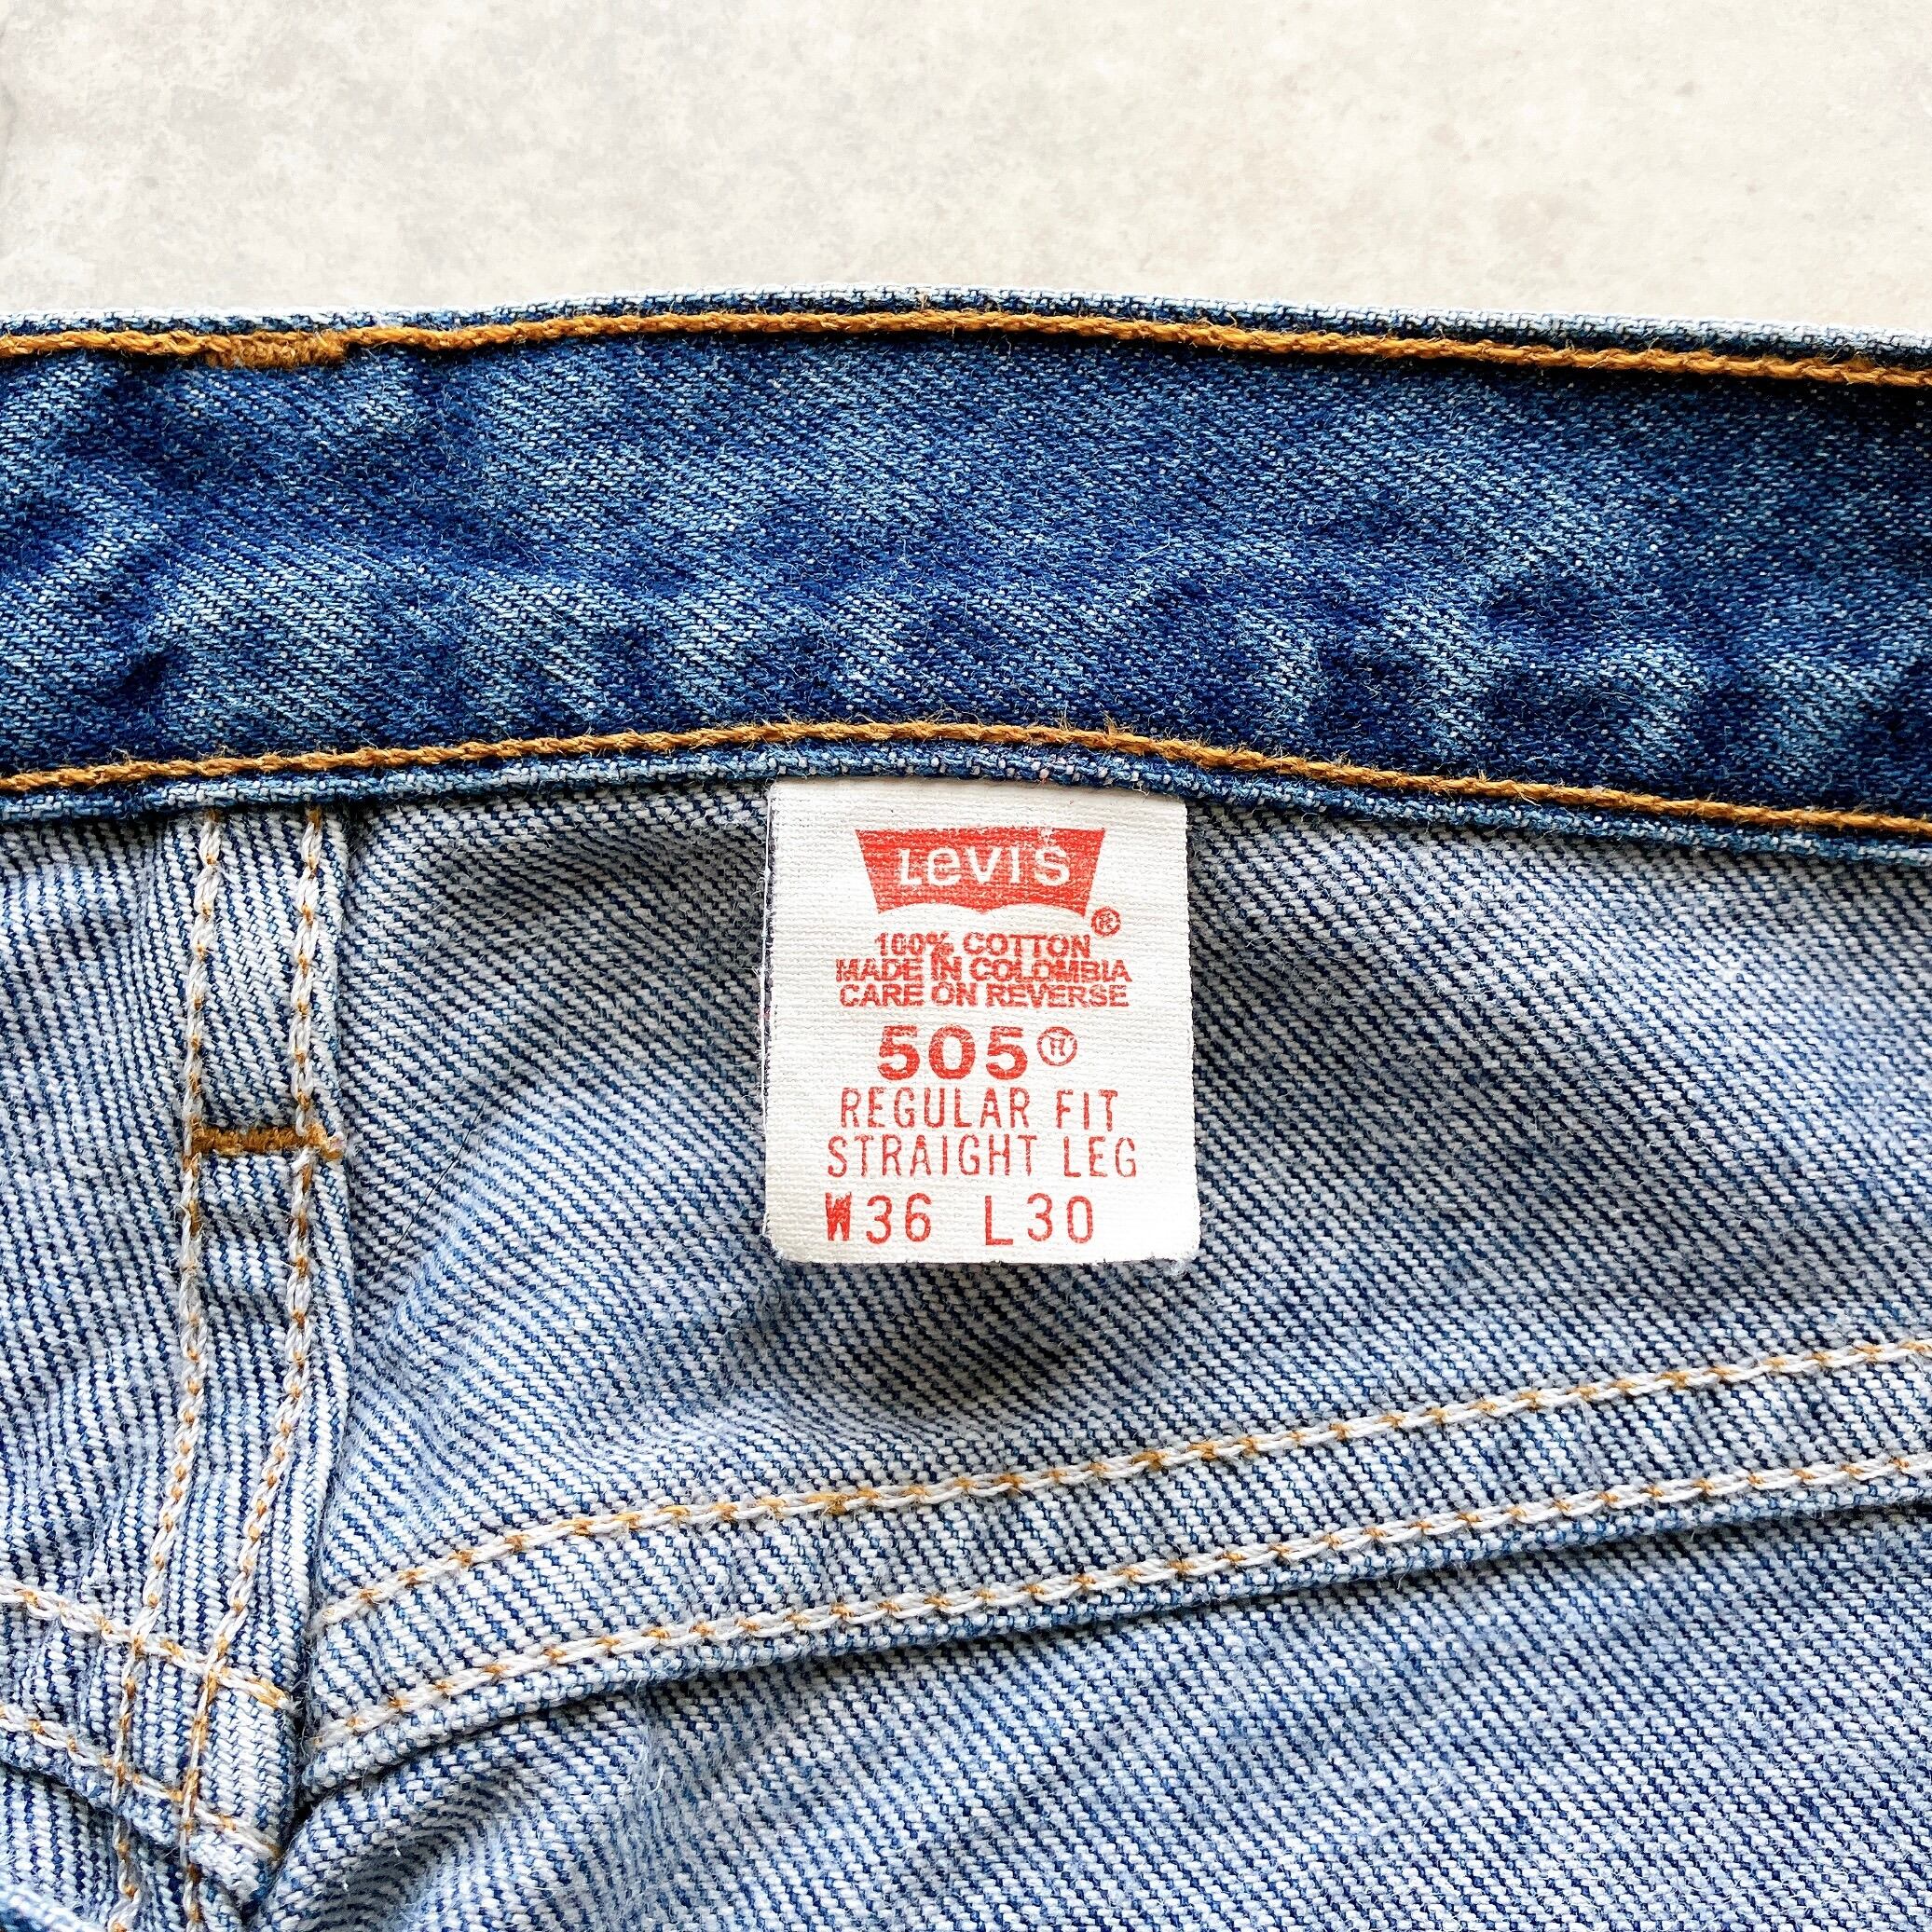 LEVI'S
®
100% COTTON
MADE IN COLOMBIA
CARE ON REVERSE
505®
REGULAR FIT
STRAIGHT LEG
W36 L30